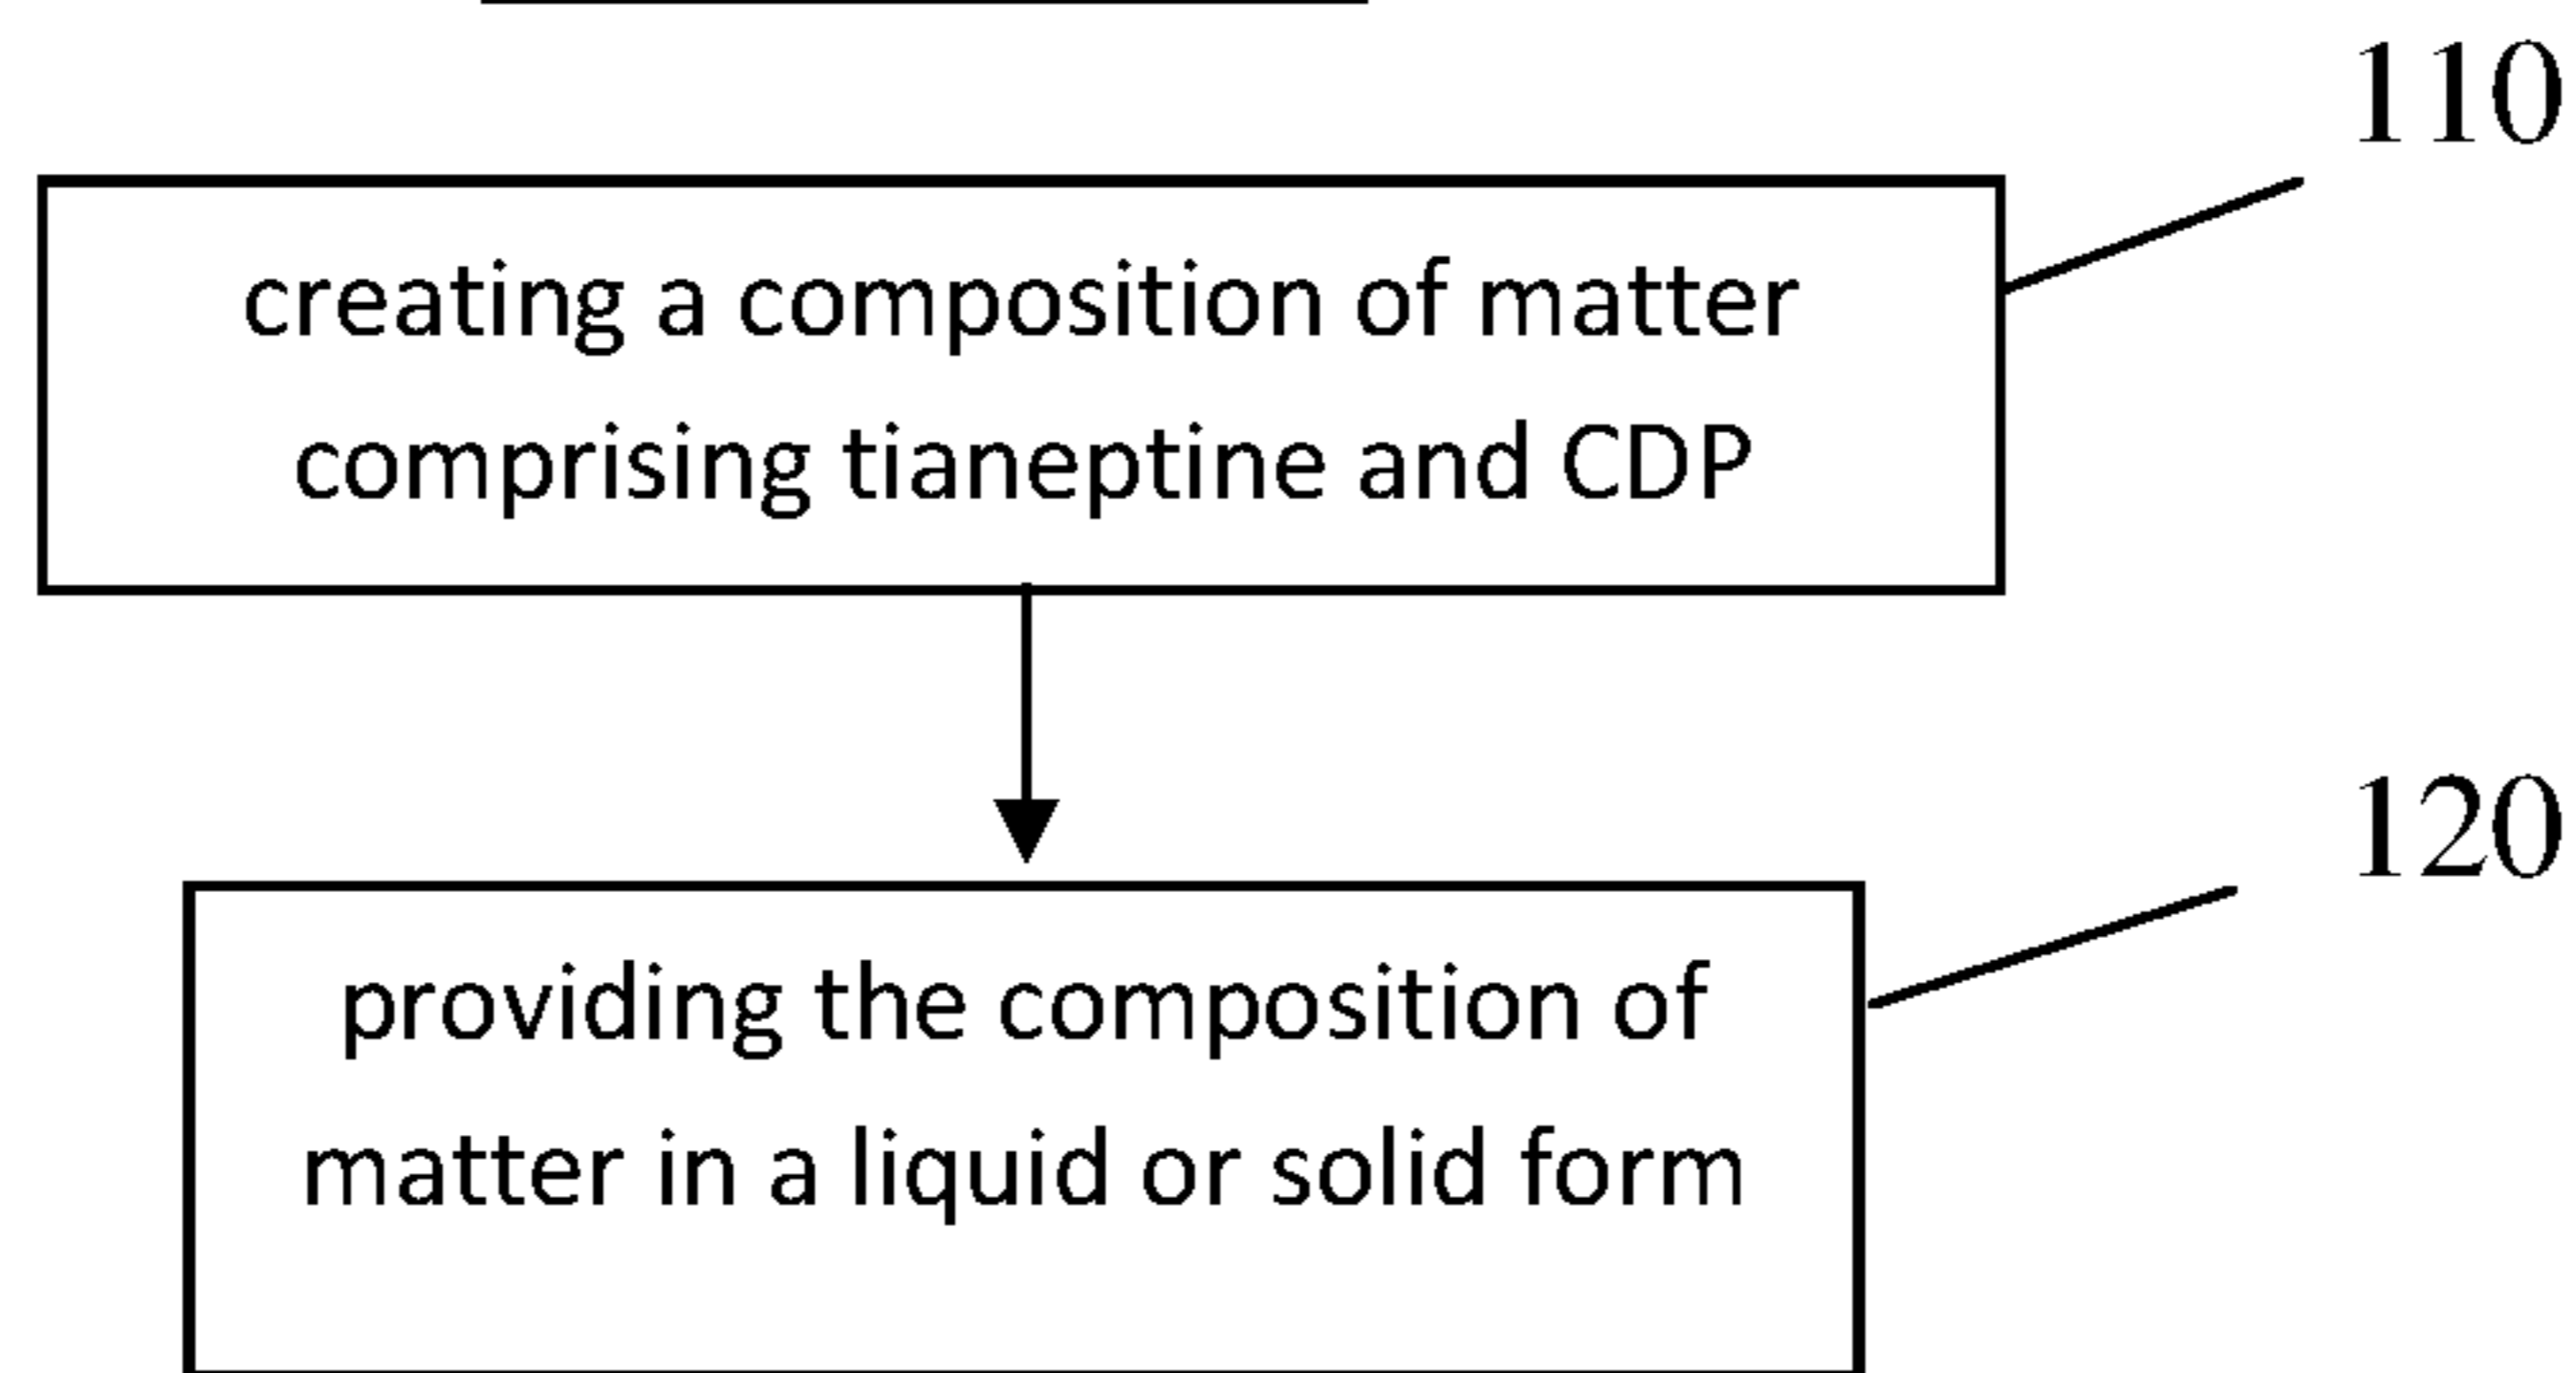 110
creating a composition of matter
comprising tianeptine and CDP
120
providing the composition of
matter in a liquid or solid form